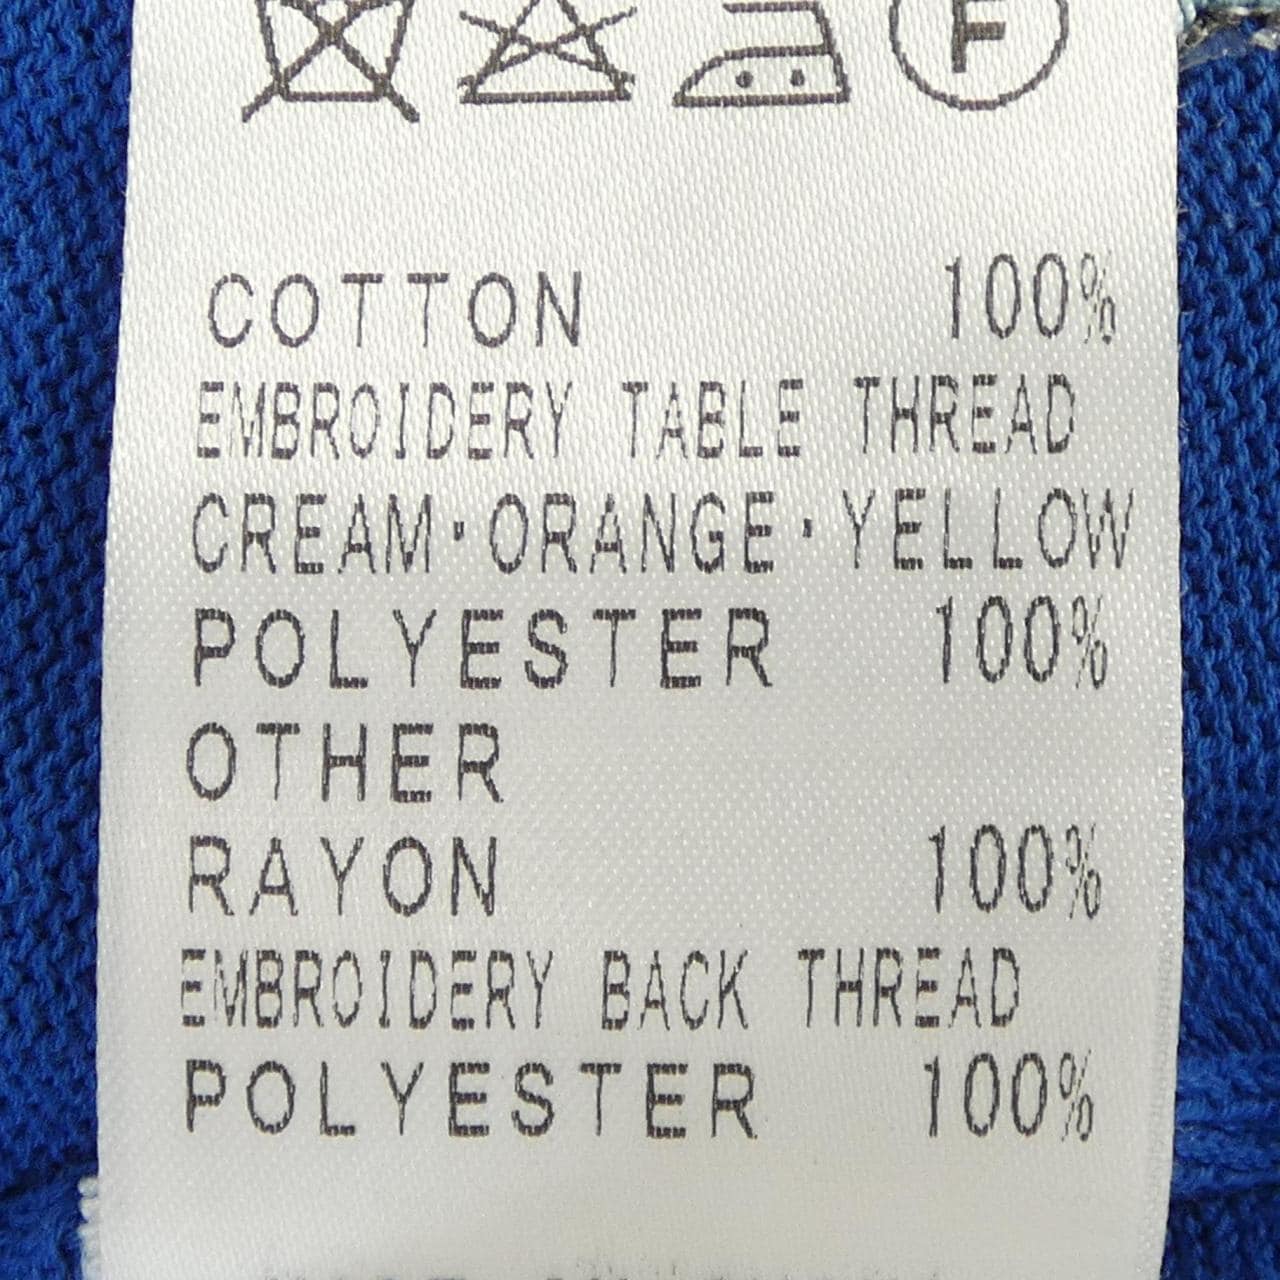 F
COTTON 100%
EMBROIDERY TABLE THREAD
CREAM·ORANGE·YELLOW
POLYESTER 100%
OTHER
RAYON 100%
EMBROIDERY BACK THREAD
POLYESTER 100%